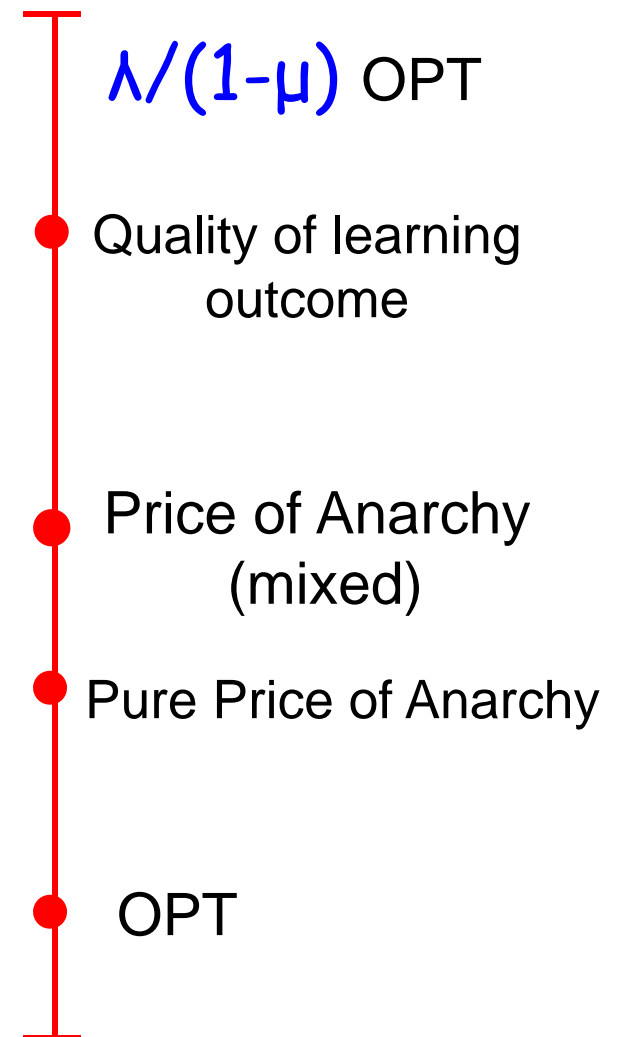 λ/(1-μ) OPT
Quality of learning
outcome
Price of Anarchy
(mixed)
Pure Price of Anarchy
OPT